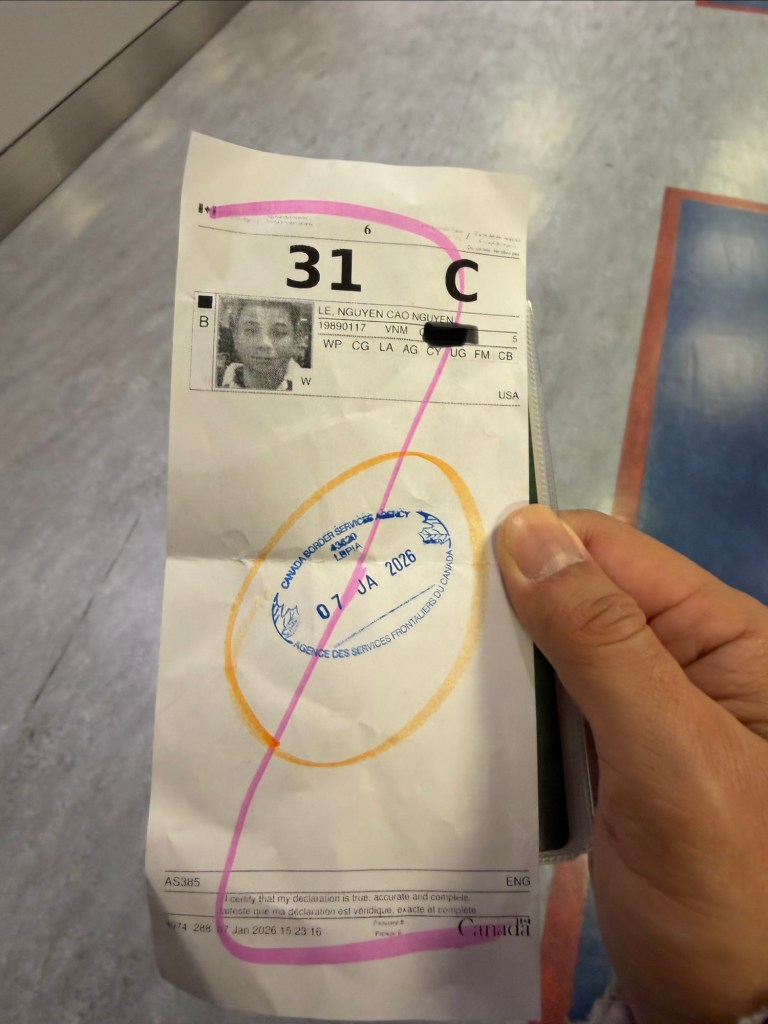 6
31 C
B
LE, NGUYEN CAO NGUYEN
19890117 VNM 5
WP CG LA AG CY UG FM CB
W
USA
CANADA BORDER SERVICES AGENCY
43420
LBPIA
07 JA 2026
AGENCE DES SERVICES FRONTALIERS DU CANADA
AS385 ENG
I certify that my declaration is true, accurate and complete.
J'atteste que ma déclaration est véridique, exacte et complète.
288 07 Jan 2026 15:23:16
Canada